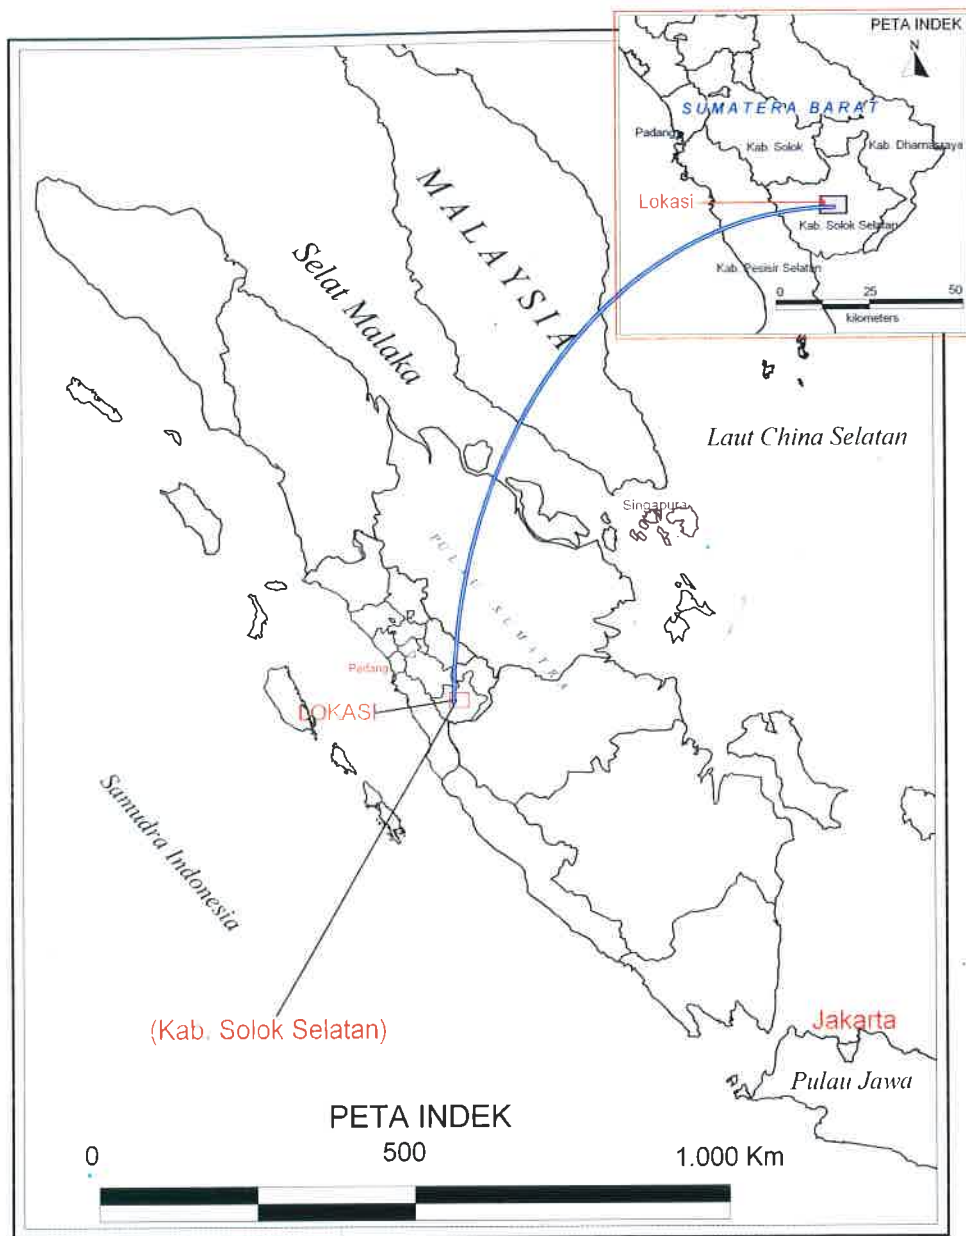 PETA INDEK
N
SUMATERA BARAT
Padang
Kab. Solok
Kab. Dharmasraya
Lokasi
Kab. Solok Selatan
Kab. Pesisir Selatan
0 25 50
kilometers
MALAYSIA
Selat Malaka
Laut China Selatan
Singapura
PULAU SUMATRA
Padang
LOKASI
Samudra Indonesia
(Kab. Solok Selatan)
Jakarta
Pulau Jawa
PETA INDEK
0 500 1.000 Km